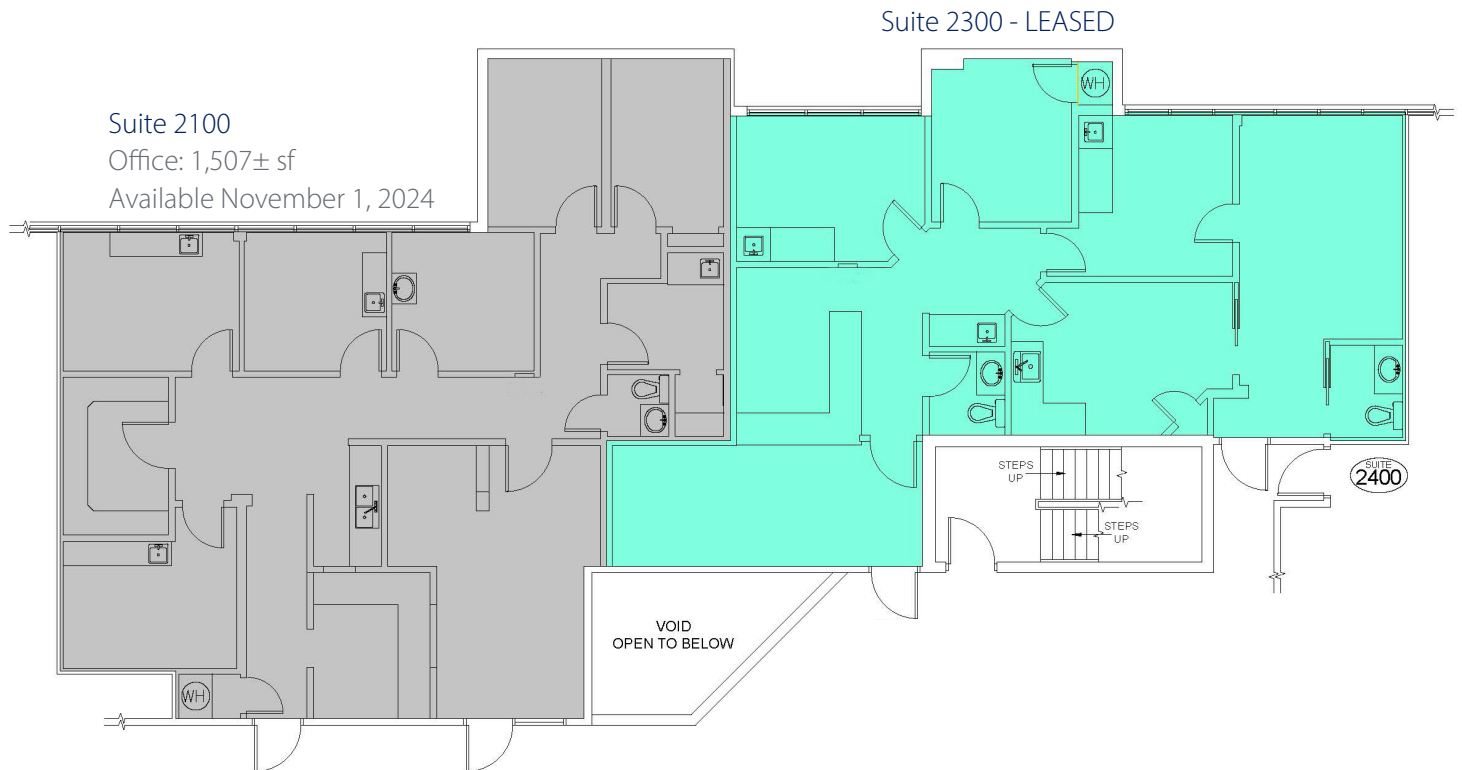 Suite 2300 - LEASED
Suite 2100
Office: 1,507± sf
Available November 1, 2024
WH
STEPS
UP
SUITE
2400
STEPS
UP
VOID
OPEN TO BELOW
WH